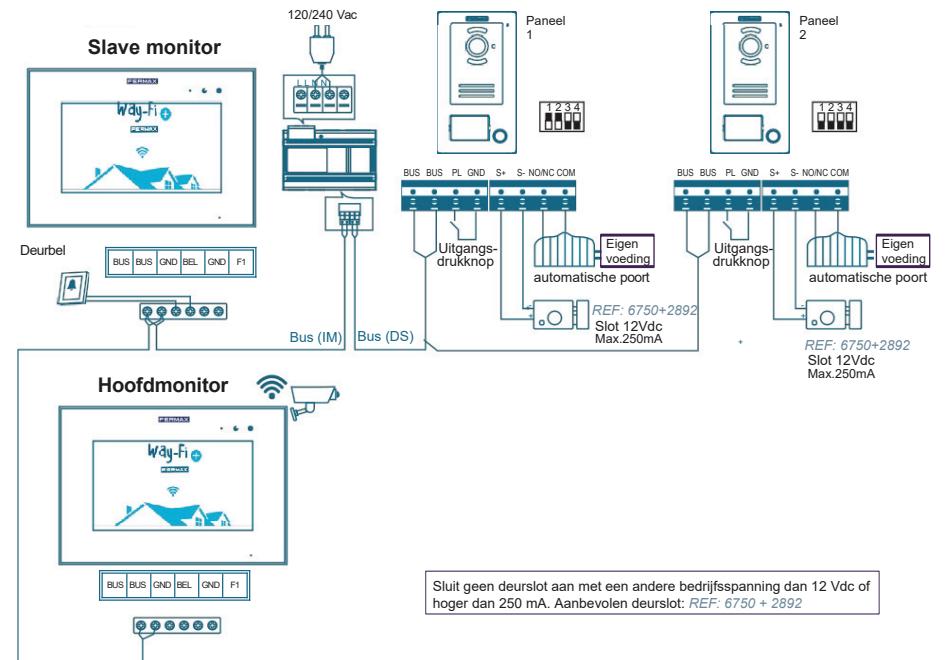 120/240 Vac
Slave monitor
FERMAX
Way-Fi +
FERMAX
L L N N
Paneel
1
1 2 3 4
Paneel
2
1 2 3 4
BUS BUS PL GND S+ S- NO/NC COM
BUS BUS PL GND S+ S- NO/NC COM
Deurbel
BUS BUS GND BEL GND F1
Uitgangs-
drukknop
Eigen
voeding
automatische poort
Uitgangs-
drukknop
Eigen
voeding
automatische poort
- +
REF: 6750+2892
Slot 12Vdc
Max.250mA
- +
REF: 6750+2892
Slot 12Vdc
Max.250mA
Bus (IM)
Bus (DS)
+
Hoofdmonitor
FERMAX
Way-Fi +
FERMAX
BUS BUS GND BEL GND F1
Sluit geen deurslot aan met een andere bedrijfsspanning dan 12 Vdc of
hoger dan 250 mA. Aanbevolen deurslot: REF: 6750 + 2892